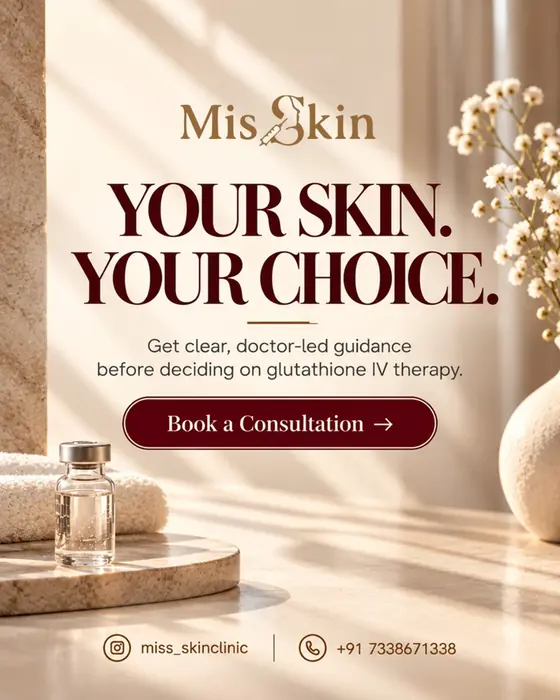 Mis Skin
YOUR SKIN.
YOUR CHOICE.
Get clear, doctor-led guidance
before deciding on glutathione IV therapy.
Book a Consultation →
miss_skinclinic
+91 7338671338